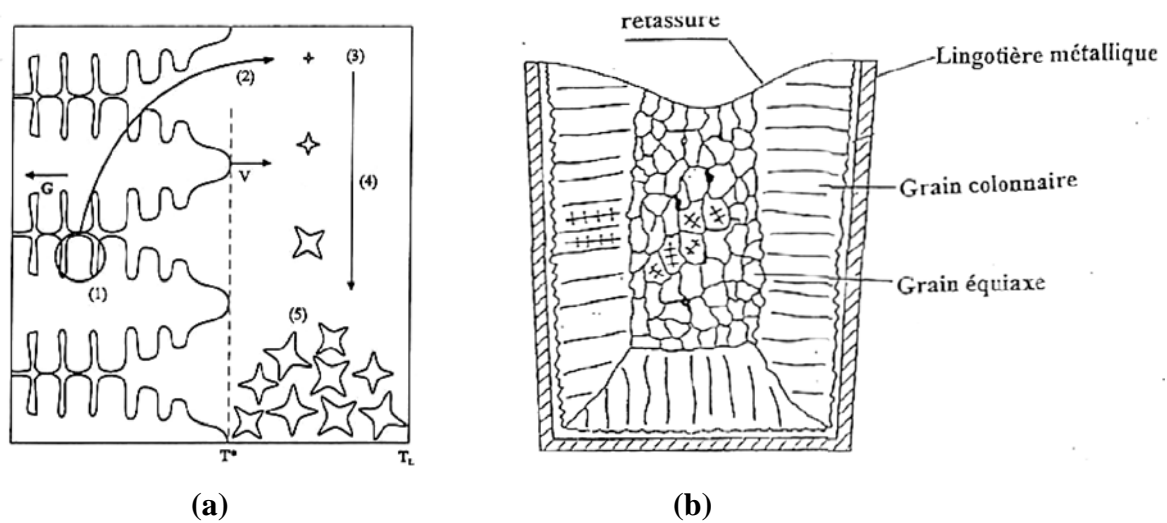 (3)
(2)
(4)
G
V
(1)
(5)
T*
T_L
(a)
retassure
Lingotière métallique
Grain colonnaire
Grain équiaxe
(b)